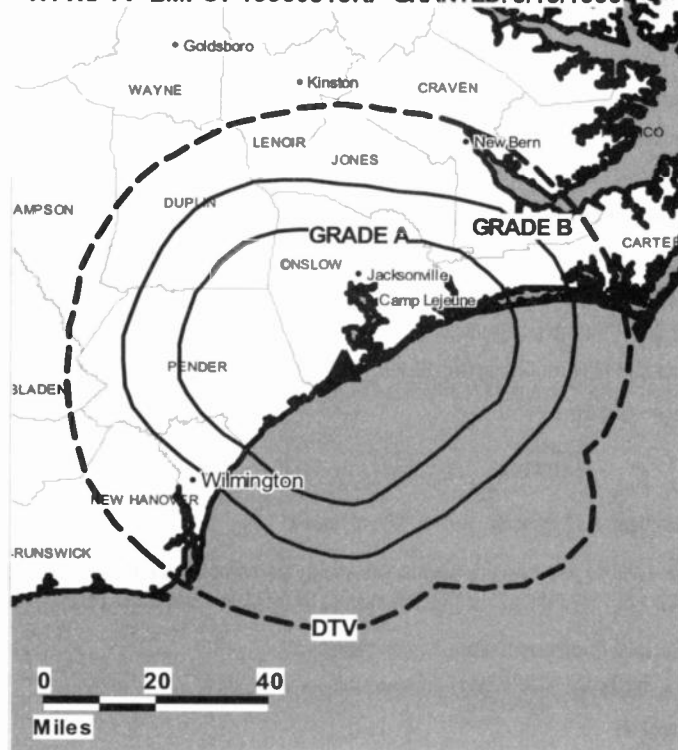 Goldsboro
Kinston
WAYNE
CRAVEN
LENOIR
New Bern
JONES
DUPLIN
AMPSON
GRADE B
GRADE A
CARTE
ONSLOW
Jacksonville
Camp Lejeune
PENDER
BLADEN
Wilmington
NEW HANOVER
RUNSWICK
DTV
0 20 40
Miles